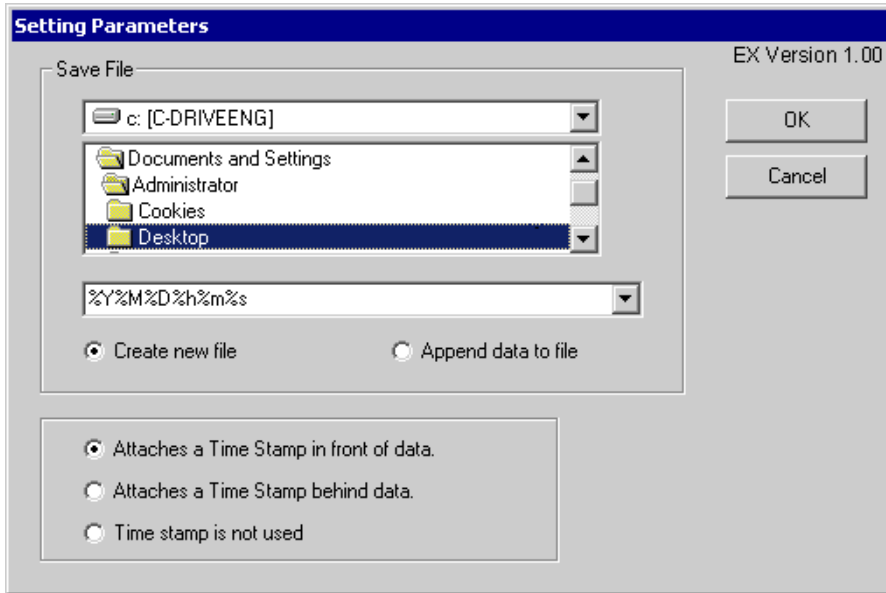 Setting Parameters
EX Version 1.00
Save File
c: [C-DRIVEENG]
OK
Documents and Settings
Administrator
Cancel
Cookies
Desktop
%Y%M%D%h%m%s
Create new file Append data to file
Attaches a Time Stamp in front of data.
Attaches a Time Stamp behind data.
Time stamp is not used